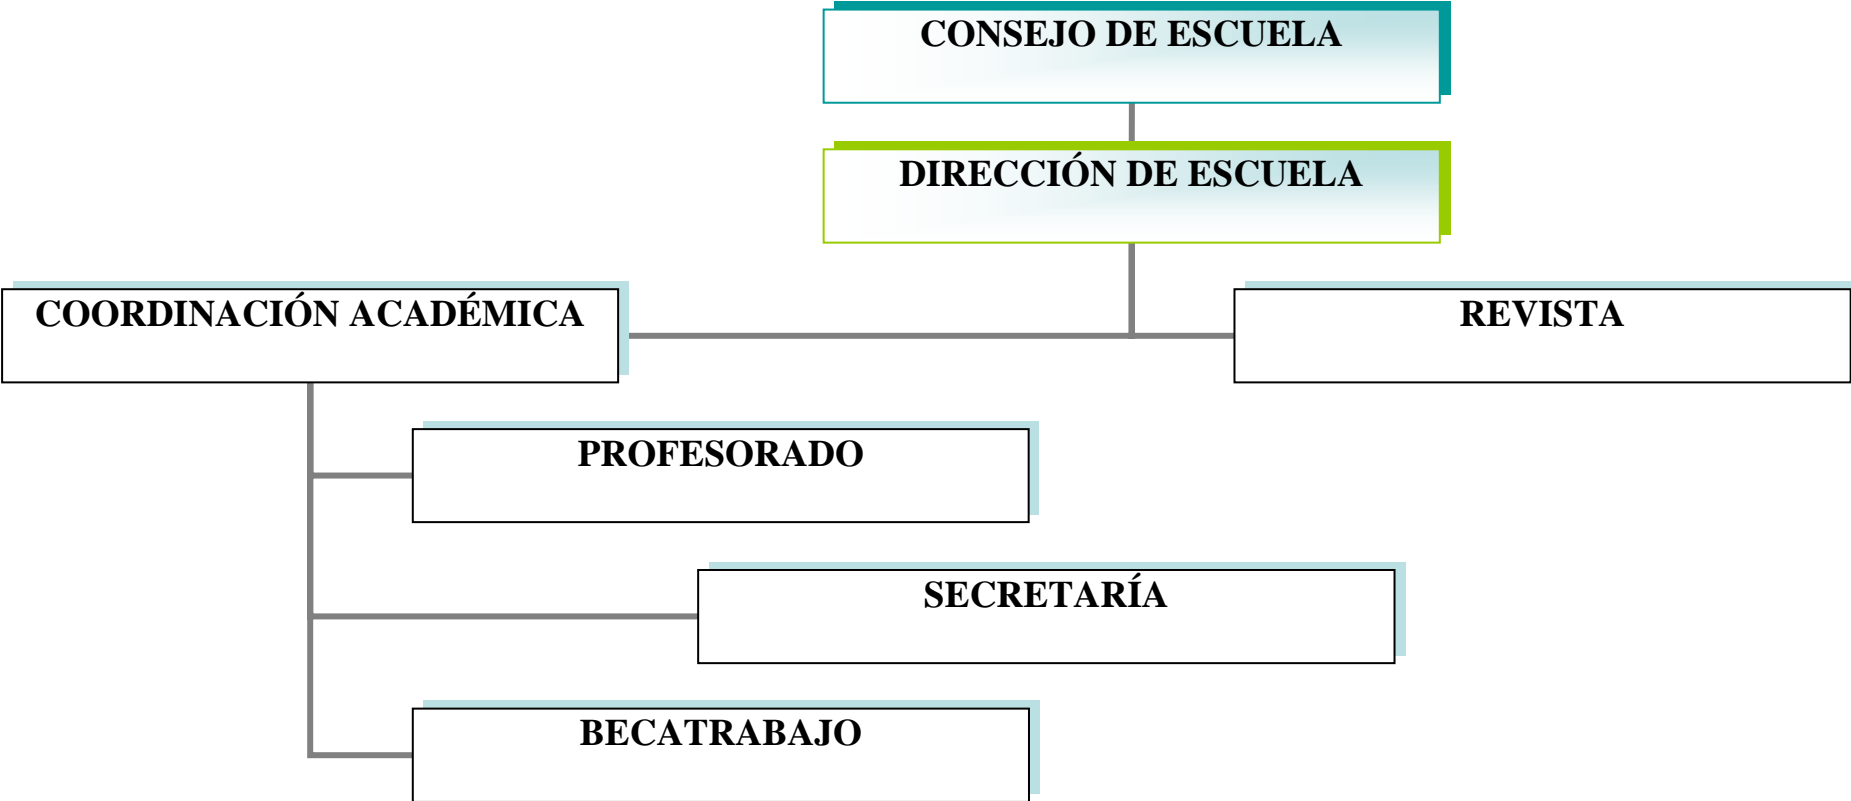 CONSEJO DE ESCUELA
DIRECCIÓN DE ESCUELA
COORDINACIÓN ACADÉMICA
REVISTA
PROFESORADO
SECRETARÍA
BECATRABAJO